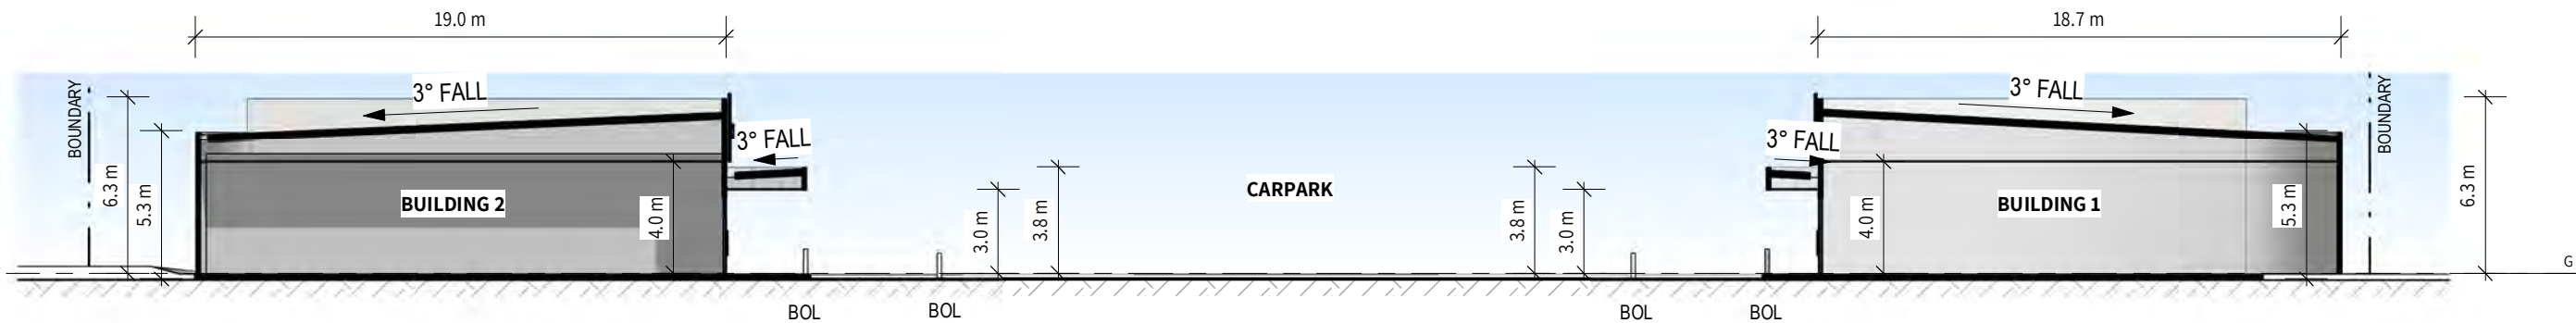 19.0 m
18.7 m
BOUNDARY
3° FALL
3° FALL
BOUNDARY
3° FALL
3° FALL
6.3 m
5.3 m
BUILDING 2
4.0 m
3.0 m
3.8 m
CARPARK
3.8 m
3.0 m
4.0 m
BUILDING 1
5.3 m
6.3 m
G
BOL
BOL
BOL
BOL